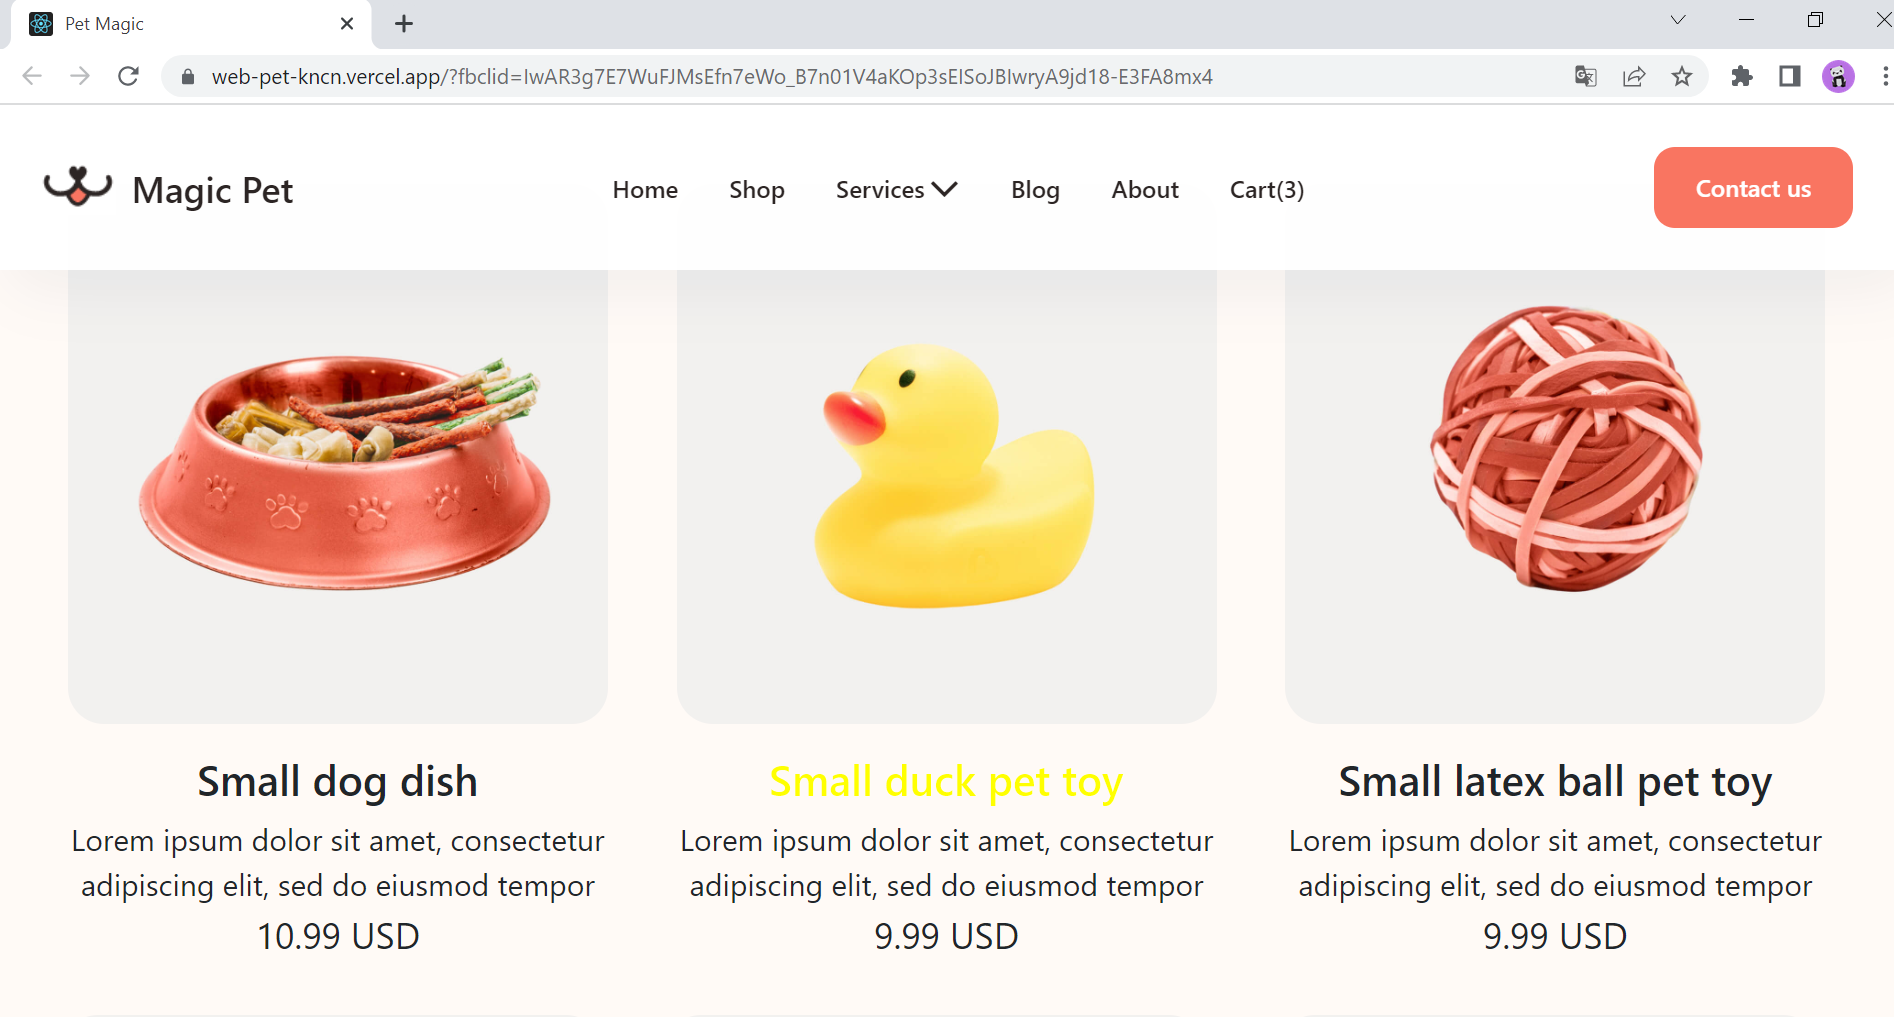 Pet Magic
web-pet-kncn.vercel.app/?fbclid=IwAR3g7E7WuFJMsEfn7eWo_B7n01V4aKOp3sEISoJBIwryA9jd18-E3FA8mx4
Magic Pet
Home Shop Services Blog About Cart(3)
Contact us
Small dog dish
Lorem ipsum dolor sit amet, consectetur
adipiscing elit, sed do eiusmod tempor
10.99 USD
Small duck pet toy
Lorem ipsum dolor sit amet, consectetur
adipiscing elit, sed do eiusmod tempor
9.99 USD
Small latex ball pet toy
Lorem ipsum dolor sit amet, consectetur
adipiscing elit, sed do eiusmod tempor
9.99 USD